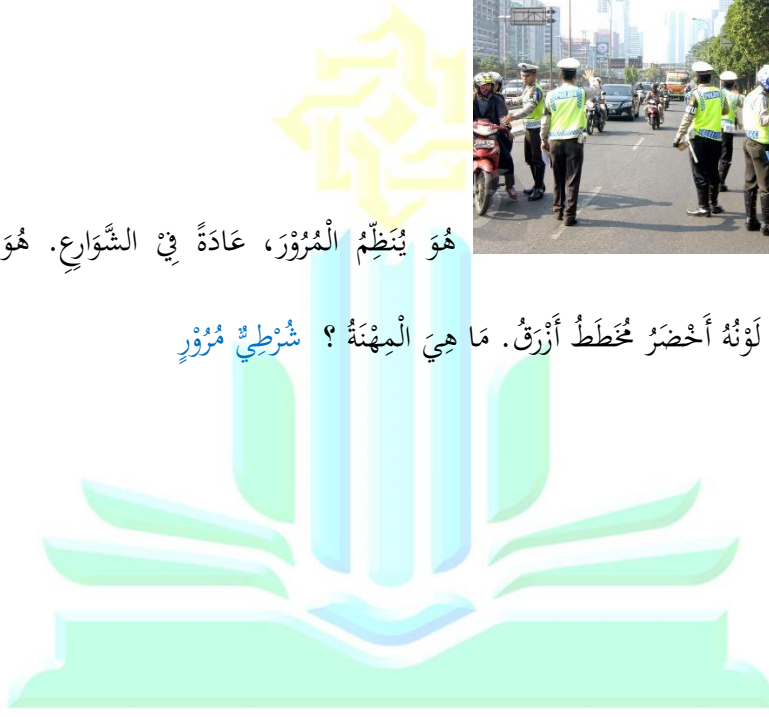 هُوَ يُنَظِّمُ الْمُرُوْرَ، عَادَةً فِيْ الشَّوَارِعِ. هُوَ
لَوْنُهُ أَخْضَرُ مُخَطَطُ أَزْرَقُ. مَا هِيَ الْمِهْنَةُ ؟ شُرْطِيٌّ مُرُوْرٍ